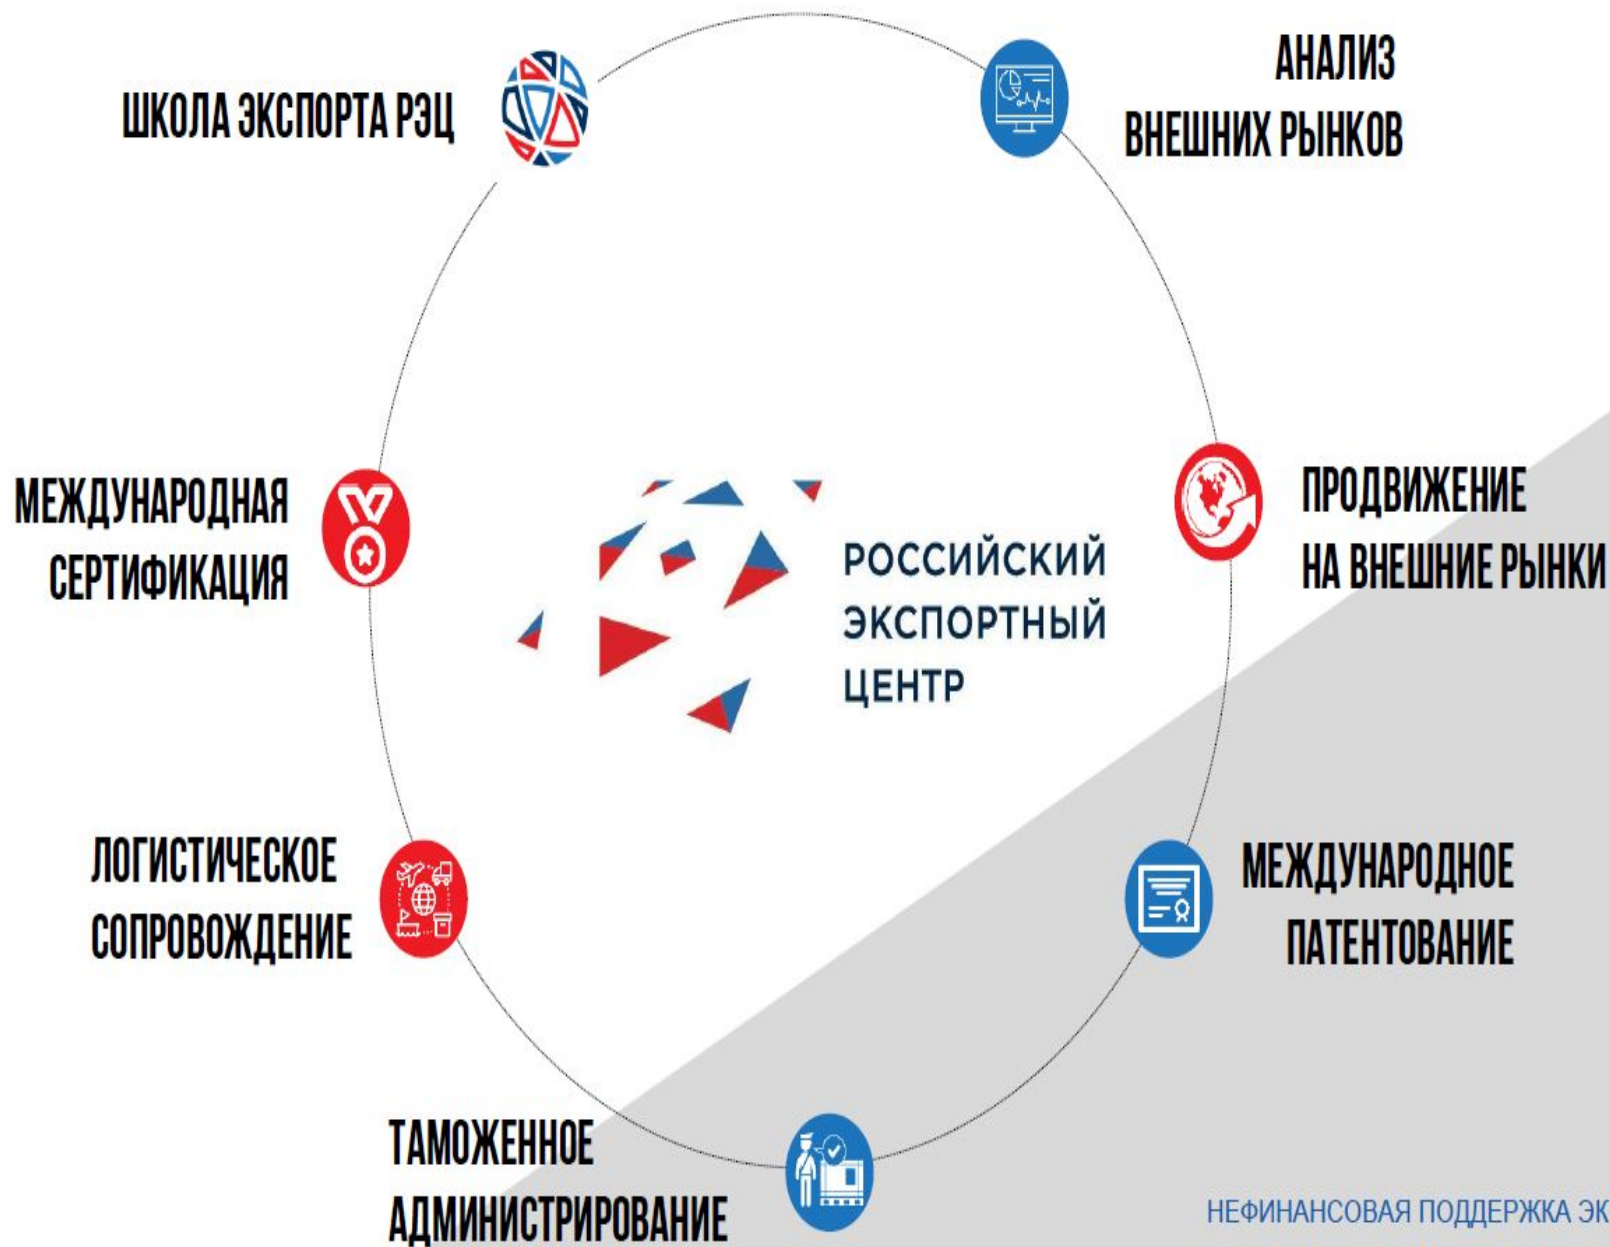 ШКОЛА ЭКСПОРТА РЭЦ
АНАЛИЗ
ВНЕШНИХ РЫНКОВ
МЕЖДУНАРОДНАЯ
СЕРТИФИКАЦИЯ
РОССИЙСКИЙ
ЭКСПОРТНЫЙ
ЦЕНТР
ПРОДВИЖЕНИЕ
НА ВНЕШНИЕ РЫНКИ
ЛОГИСТИЧЕСКОЕ
СОПРОВОЖДЕНИЕ
МЕЖДУНАРОДНОЕ
ПАТЕНТОВАНИЕ
ТАМОЖЕННОЕ
АДМИНИСТРИРОВАНИЕ
НЕФИНАНСОВАЯ ПОДДЕРЖКА ЭК